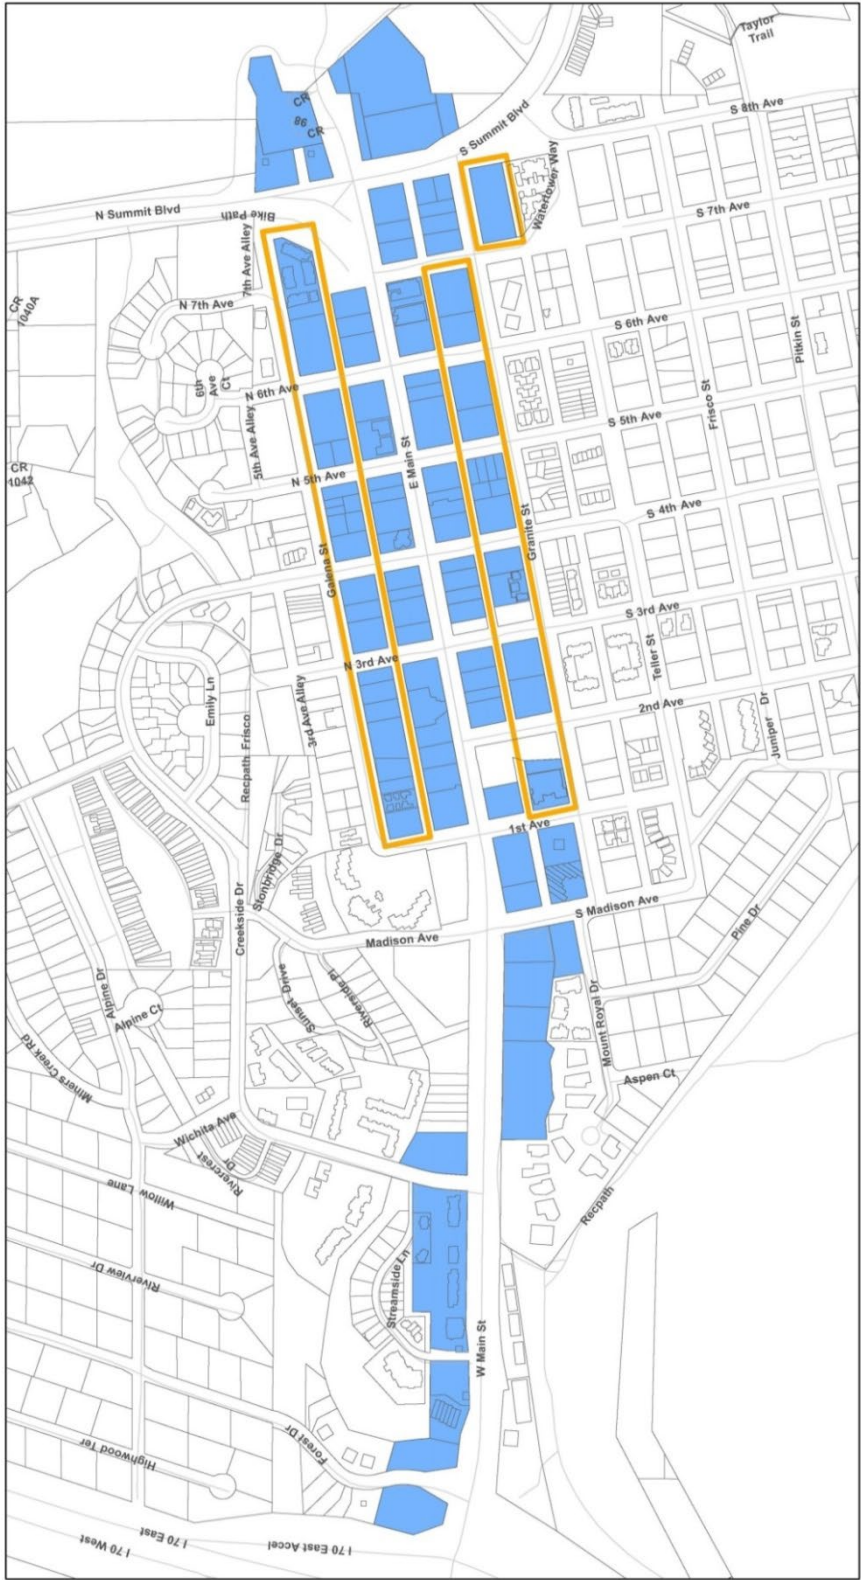 Taylor
Trail
S 8th Ave
S Summit Blvd
CR
98
CR
Watertower Way
N Summit Blvd
Bike Path
S 7th Ave
7th Ave Alley
N 7th Ave
CR
1040A
S 6th Ave
Pitkin St
6th
Ave
Ct
N 6th Ave
Frisco St
5th Ave Alley
S 5th Ave
E Main St
CR
1042
N 5th Ave
S 4th Ave
Granite St
Galena St
S 3rd Ave
Teller St
N 3rd Ave
Emily Ln
3rd Ave Alley
2nd Ave
Juniper Dr
Recpath Frisco
1st Ave
Stonbridge Dr
S Madison Ave
Creekside Dr
Madison Ave
Pine Dr
Alpine Dr
Sunset Drive
Riverside Pl
Alpine Ct
Mount Royal Dr
Miners Creek Rd
Aspen Ct
Wichita Ave
Rivercrest
Dr
Willow Lane
Recpath
Riverview Dr
Streamside Ln
W Main St
Highwood Ter
Forest Dr
I 70 West
I 70 East
I 70 East Accel